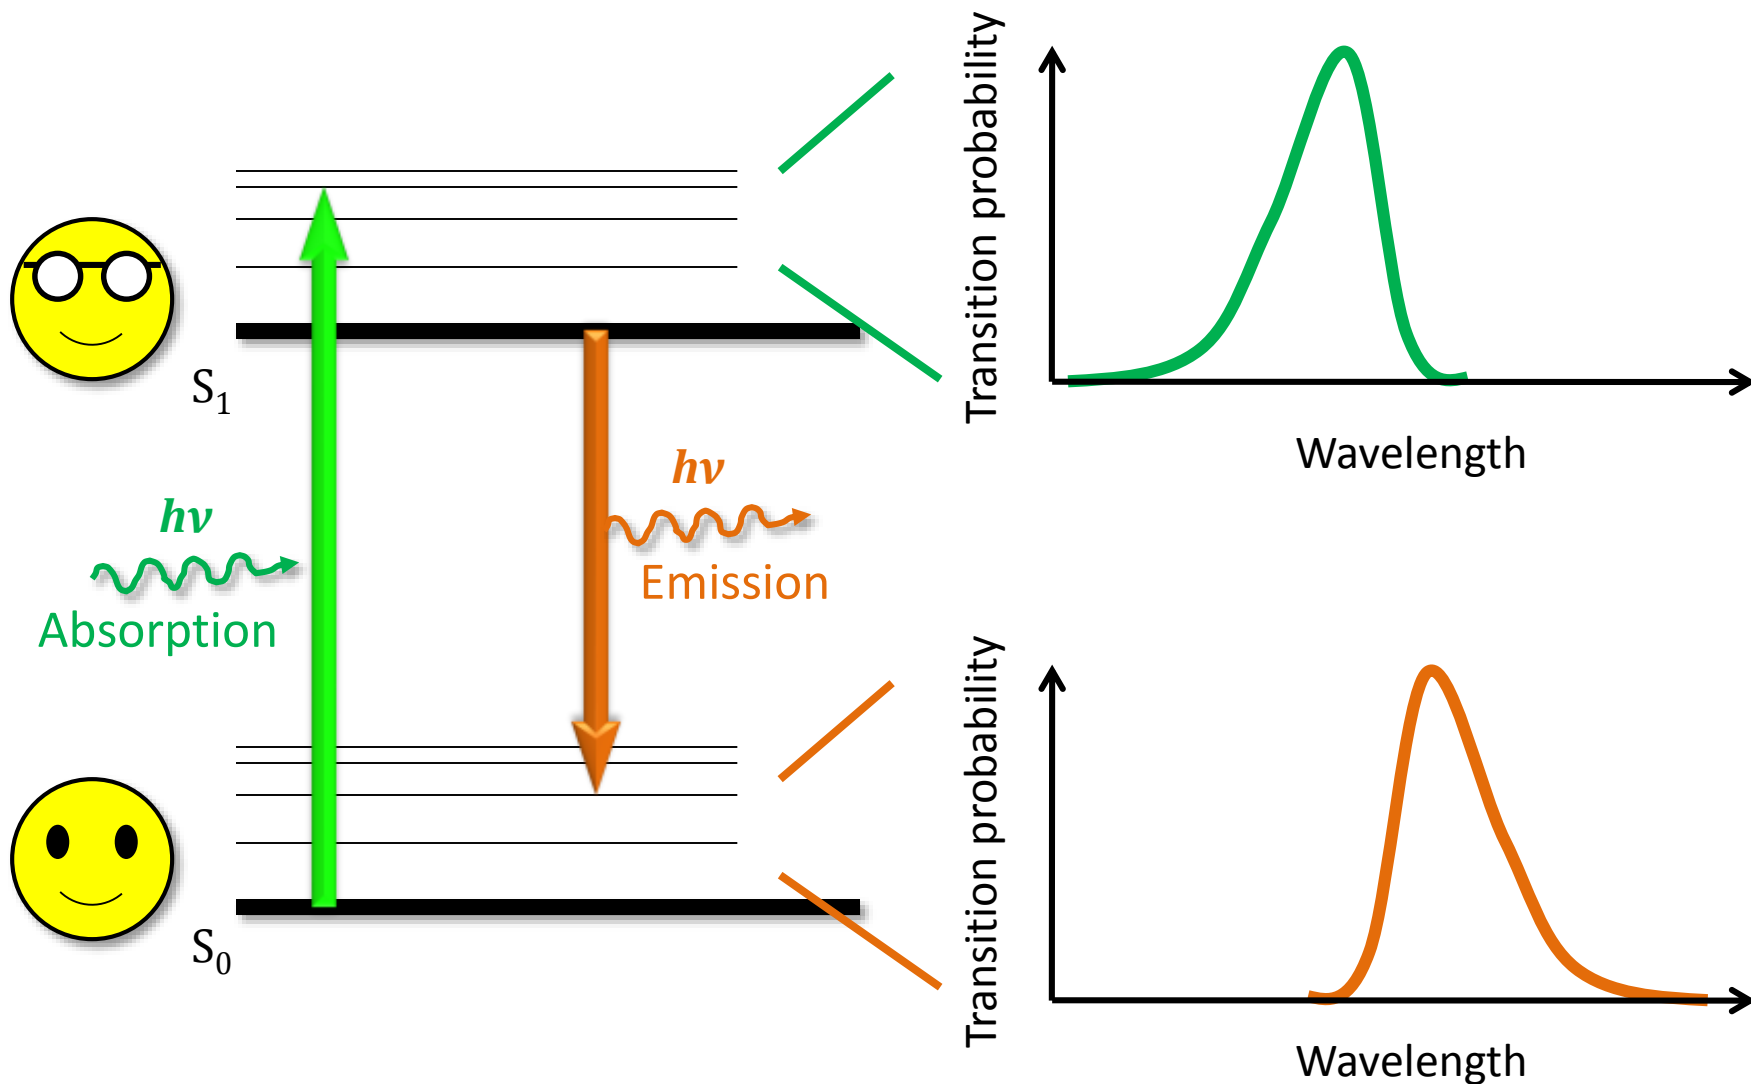 Transition probability
Wavelength
S₁
hν
Absorption
hν
Emission
S₀
Transition probability
Wavelength